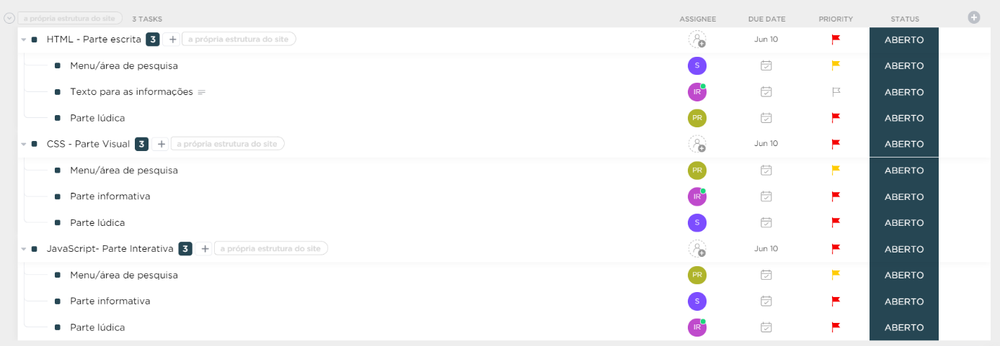 a própria estrutura do site 3 TASKS ASSIGNEE DUE DATE PRIORITY STATUS
HTML - Parte escrita 3 + a própria estrutura do site Jun 10 ABERTO
Menu/área de pesquisa S ABERTO
Texto para as informações IR ABERTO
Parte lúdica PR ABERTO
CSS - Parte Visual 3 + a própria estrutura do site Jun 10 ABERTO
Menu/área de pesquisa PR ABERTO
Parte informativa IR ABERTO
Parte lúdica S ABERTO
JavaScript- Parte Interativa 3 + a própria estrutura do site Jun 10 ABERTO
Menu/área de pesquisa PR ABERTO
Parte informativa S ABERTO
Parte lúdica IR ABERTO